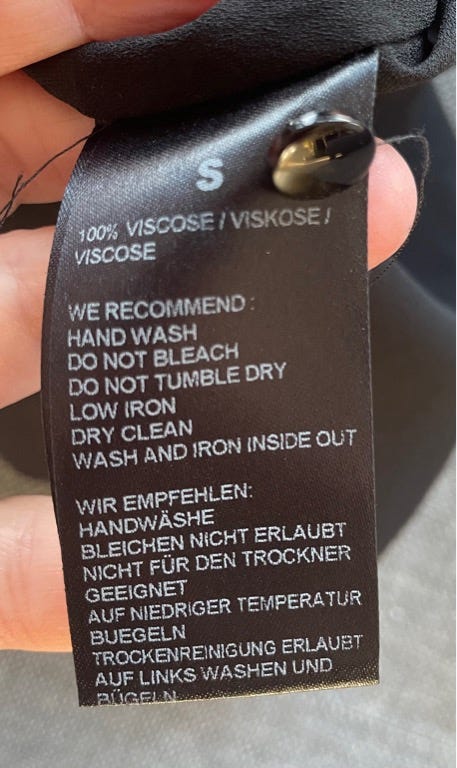 S
100% VISCOSE / VISKOSE /
VISCOSE
WE RECOMMEND :
HAND WASH
DO NOT BLEACH
DO NOT TUMBLE DRY
LOW IRON
DRY CLEAN
WASH AND IRON INSIDE OUT
WIR EMPFEHLEN:
HANDWÄSHE
BLEICHEN NICHT ERLAUBT
NICHT FÜR DEN TROCKNER
GEEIGNET
AUF NIEDRIGER TEMPERATUR
BUEGELN
TROCKENREINIGUNG ERLAUBT
AUF LINKS WASHEN UND
BÜGELN